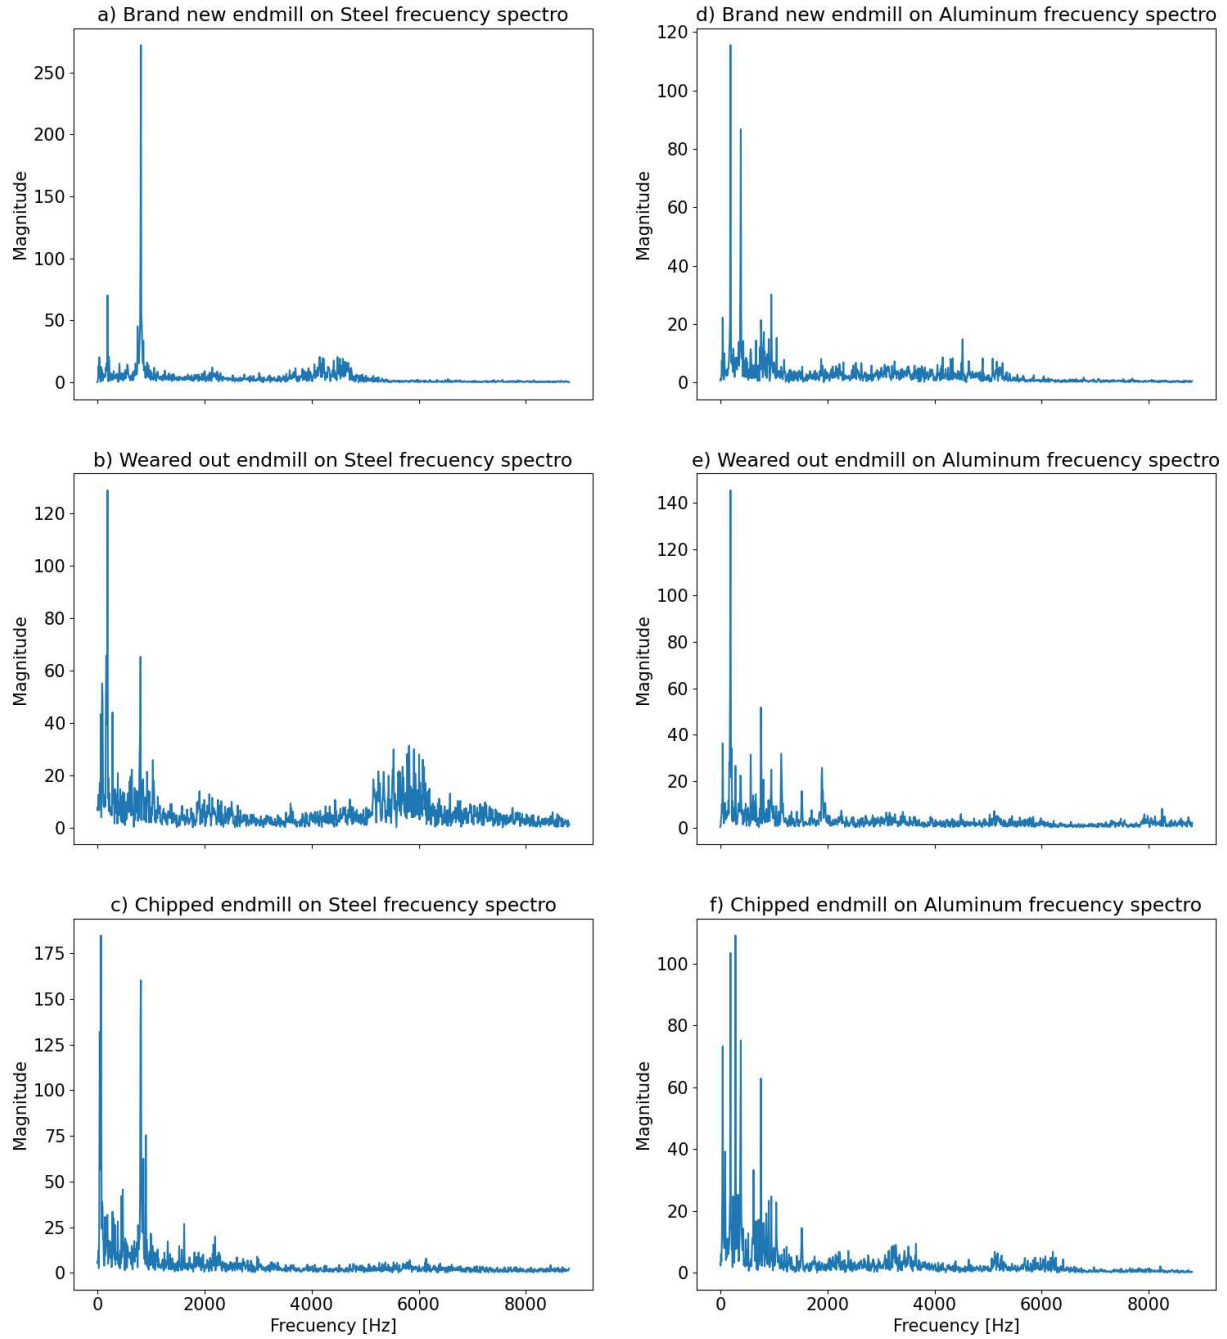 a) Brand new endmill on Steel frecuency spectro
250
200
150
100
50
0
Magnitude
d) Brand new endmill on Aluminum frecuency spectro
120
100
80
60
40
20
0
Magnitude
b) Weared out endmill on Steel frecuency spectro
120
100
80
60
40
20
0
Magnitude
e) Weared out endmill on Aluminum frecuency spectro
140
120
100
80
60
40
20
0
Magnitude
c) Chipped endmill on Steel frecuency spectro
175
150
125
100
75
50
25
0
Magnitude
0 2000 4000 6000 8000
Frecuency [Hz]
f) Chipped endmill on Aluminum frecuency spectro
100
80
60
40
20
0
Magnitude
0 2000 4000 6000 8000
Frecuency [Hz]